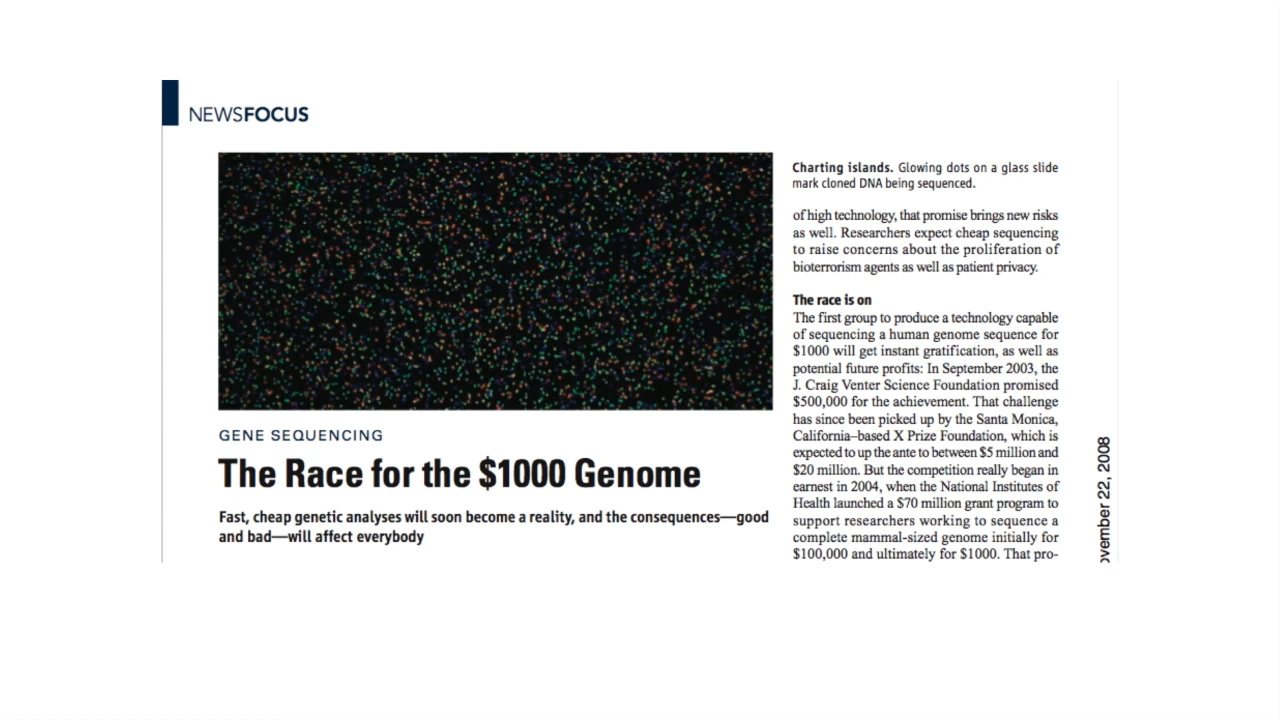 NEWSFOCUS
GENE SEQUENCING
The Race for the $1000 Genome
Fast, cheap genetic analyses will soon become a reality, and the consequences—good
and bad—will affect everybody
Charting islands. Glowing dots on a glass slide
mark cloned DNA being sequenced.
of high technology, that promise brings new risks
as well. Researchers expect cheap sequencing
to raise concerns about the proliferation of
bioterrorism agents as well as patient privacy.
The race is on
The first group to produce a technology capable
of sequencing a human genome sequence for
$1000 will get instant gratification, as well as
potential future profits: In September 2003, the
J. Craig Venter Science Foundation promised
$500,000 for the achievement. That challenge
has since been picked up by the Santa Monica,
California–based X Prize Foundation, which is
expected to up the ante to between $5 million and
$20 million. But the competition really began in
earnest in 2004, when the National Institutes of
Health launched a $70 million grant program to
support researchers working to sequence a
complete mammal-sized genome initially for
$100,000 and ultimately for $1000. That pro-
vember 22, 2008